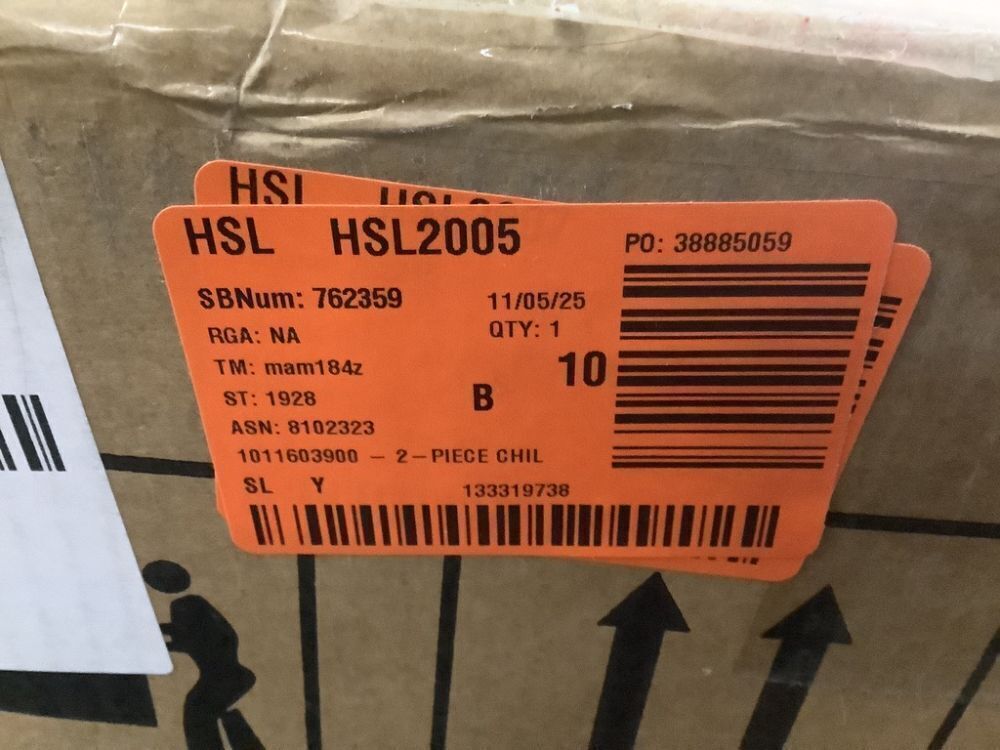 HSL
HSL HSL2005 PO: 38885059
SBNum: 762359 11/05/25
RGA: NA QTY: 1
TM: mam184z 10
ST: 1928 B
ASN: 8102323
1011603900 - 2-PIECE CHIL
SL Y 133319738